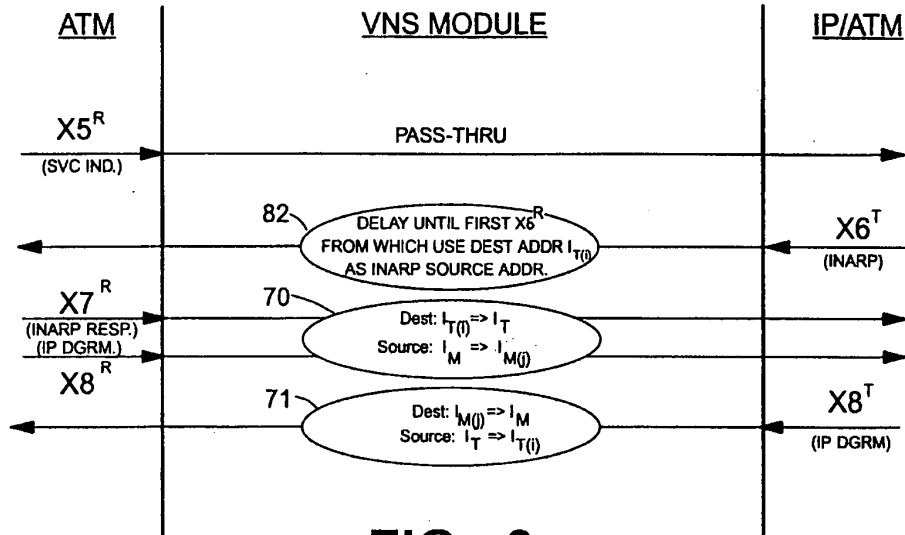 ATM
VNS MODULE
IP/ATM
X5^R
(SVC IND.)
PASS-THRU
82
DELAY UNTIL FIRST X6^R
FROM WHICH USE DEST ADDR I_T(i)
AS INARP SOURCE ADDR.
X6^T
(INARP)
X7^R
(INARP RESP.)
(IP DGRM.)
X8^R
70
Dest: I_T(i) => I_T
Source: I_M => I_M(j)
71
Dest: I_M(j) => I_M
Source: I_T => I_T(i)
X8^T
(IP DGRM)
FIG